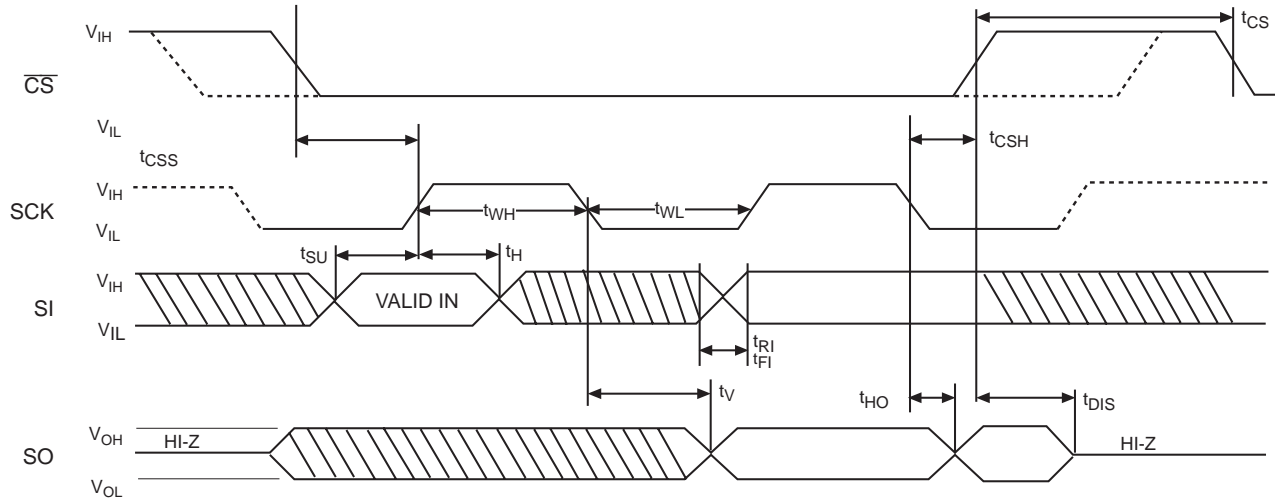 V_IH
t_CS
CS
V_IL
t_CSH
t_CSS
V_IH
SCK
t_WH
t_WL
V_IL
t_SU
t_H
V_IH
SI
VALID IN
V_IL
t_RI
t_FI
t_V
t_HO
t_DIS
V_OH
HI-Z
HI-Z
SO
V_OL